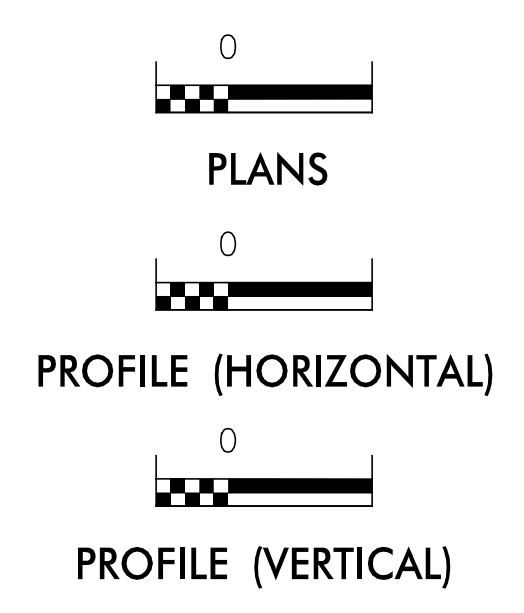 0
PLANS
0
PROFILE (HORIZONTAL)
0
PROFILE (VERTICAL)